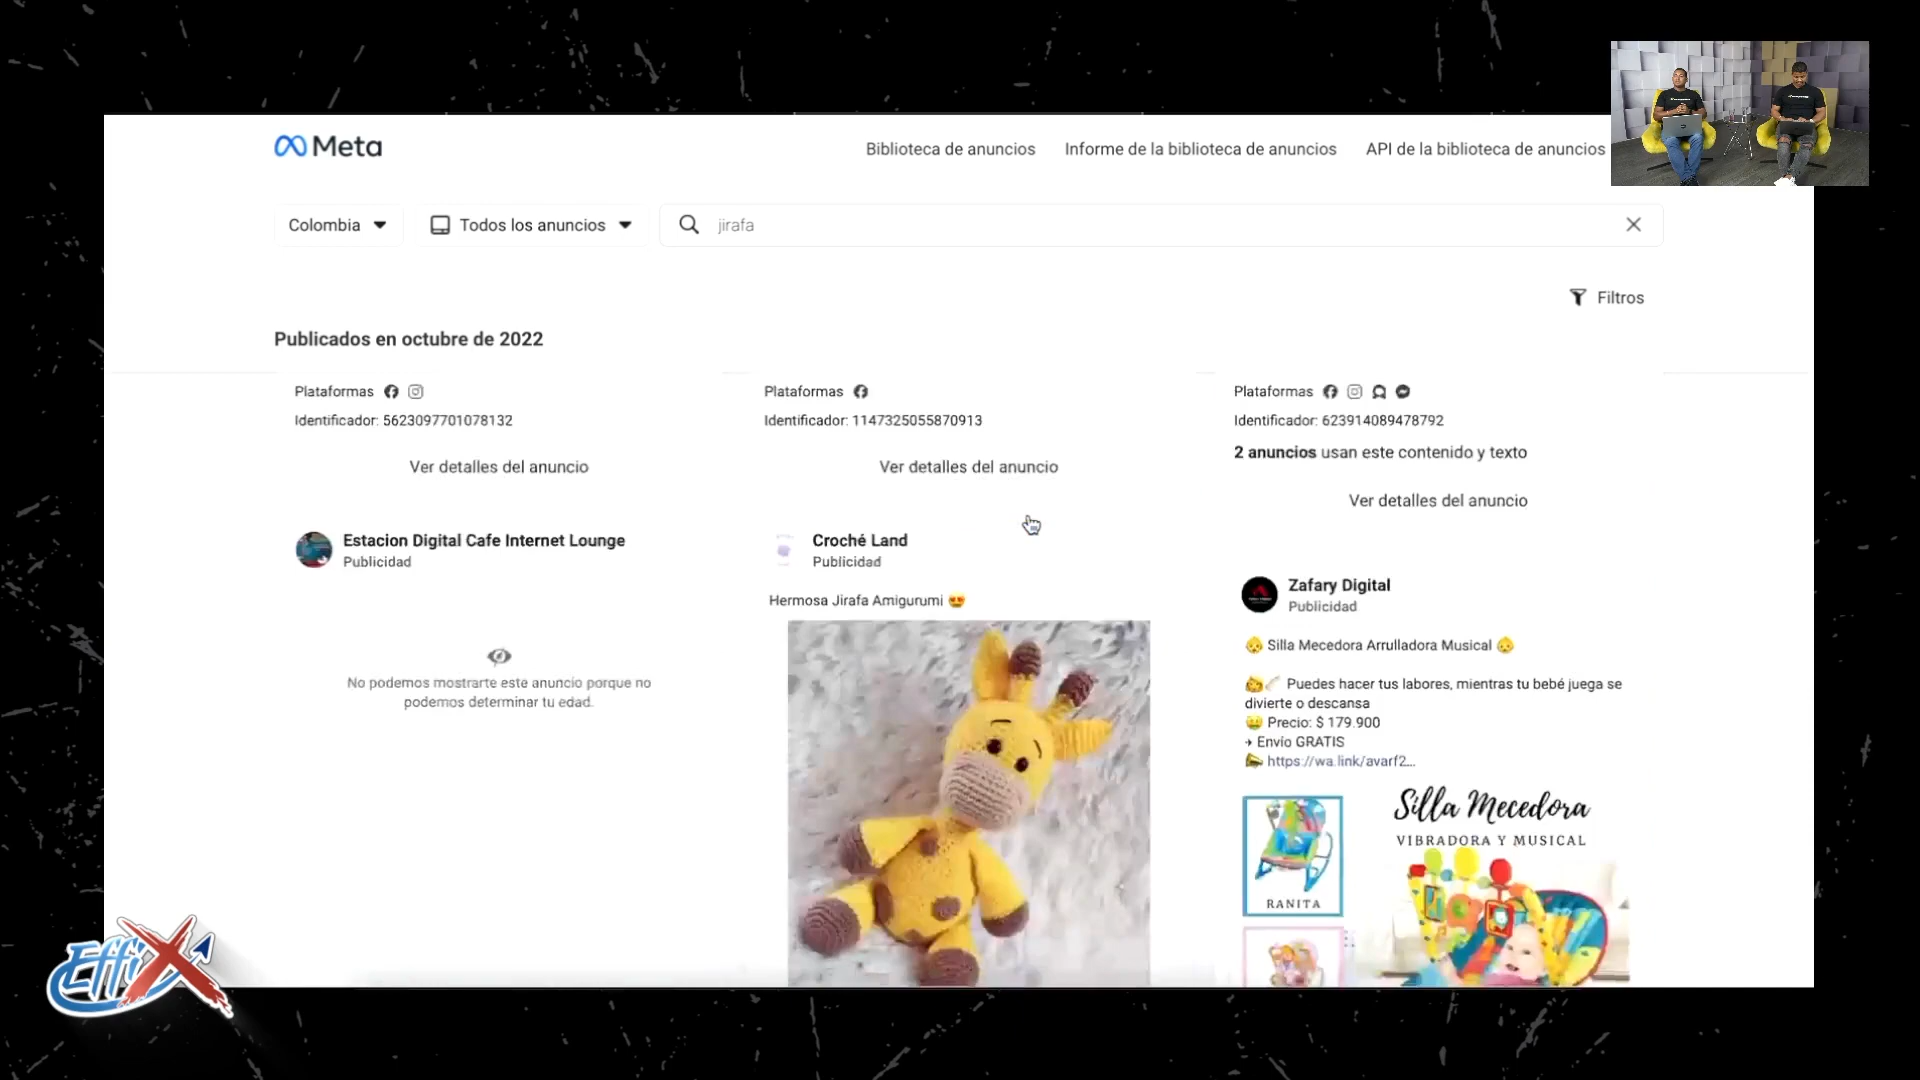 Meta
Biblioteca de anuncios
Informe de la biblioteca de anuncios
API de la biblioteca de anuncios
Colombia
Todos los anuncios
jirafa
Filtros
Publicados en octubre de 2022
Plataformas
Identificador: 5623097701078132
Ver detalles del anuncio
Estacion Digital Cafe Internet Lounge
Publicidad
No podemos mostrarte este anuncio porque no
podemos determinar tu edad.
Plataformas
Identificador: 1147325055870913
Ver detalles del anuncio
Croché Land
Publicidad
Hermosa Jirafa Amigurumi 😍
Plataformas
Identificador: 623914089478792
2 anuncios usan este contenido y texto
Ver detalles del anuncio
Zafary Digital
Publicidad
👶 Silla Mecedora Arrulladora Musical 👶
Puedes hacer tus labores, mientras tu bebé juega se
divierte o descansa
🤑 Precio: $ 179.900
✈ Envío GRATIS
https://wa.link/avarf2...
Silla Mecedora
VIBRADORA Y MUSICAL
RANITA
EffiX